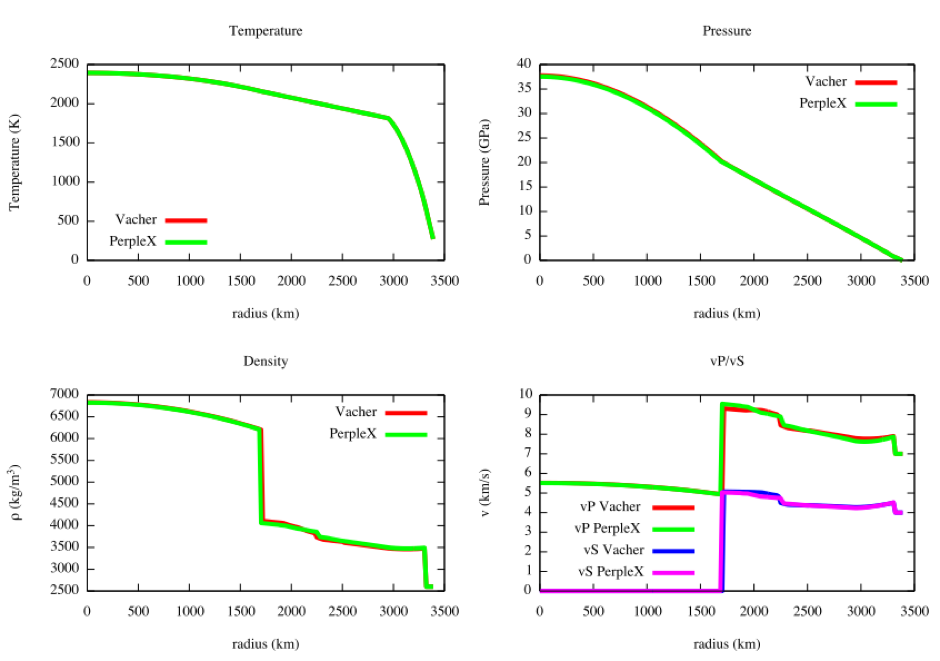 Temperature
Temperature (K)
2500
2000
1500
1000
500
0
Vacher
PerpleX
0 500 1000 1500 2000 2500 3000 3500
radius (km)
Pressure
Pressure (GPa)
40
35
30
25
20
15
10
5
0
Vacher
PerpleX
0 500 1000 1500 2000 2500 3000 3500
radius (km)
Density
ρ (kg/m³)
7000
6500
6000
5500
5000
4500
4000
3500
3000
2500
Vacher
PerpleX
0 500 1000 1500 2000 2500 3000 3500
radius (km)
vP/vS
v (km/s)
10
9
8
7
6
5
4
3
2
1
0
vP Vacher
vP PerpleX
vS Vacher
vS PerpleX
0 500 1000 1500 2000 2500 3000 3500
radius (km)